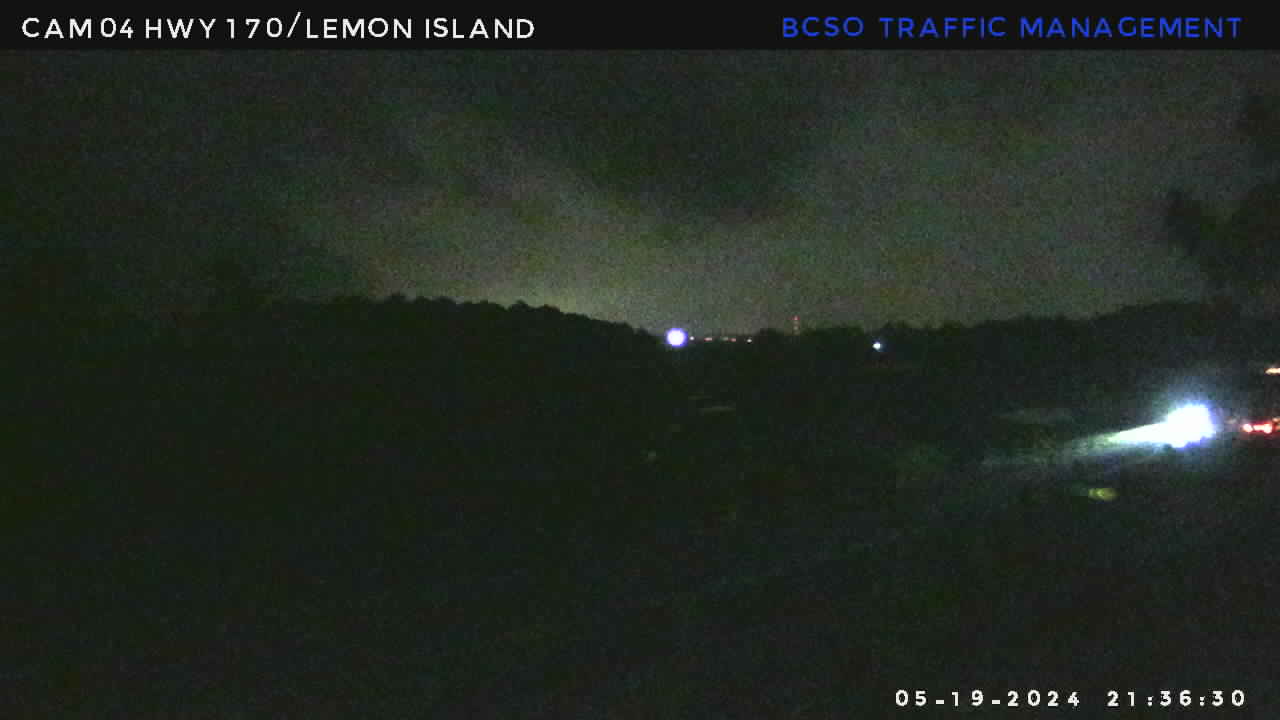 CAM04 HWY 170/LEMON ISLAND
BCSO TRAFFIC MANAGEMENT
05-19-2024 21:36:30